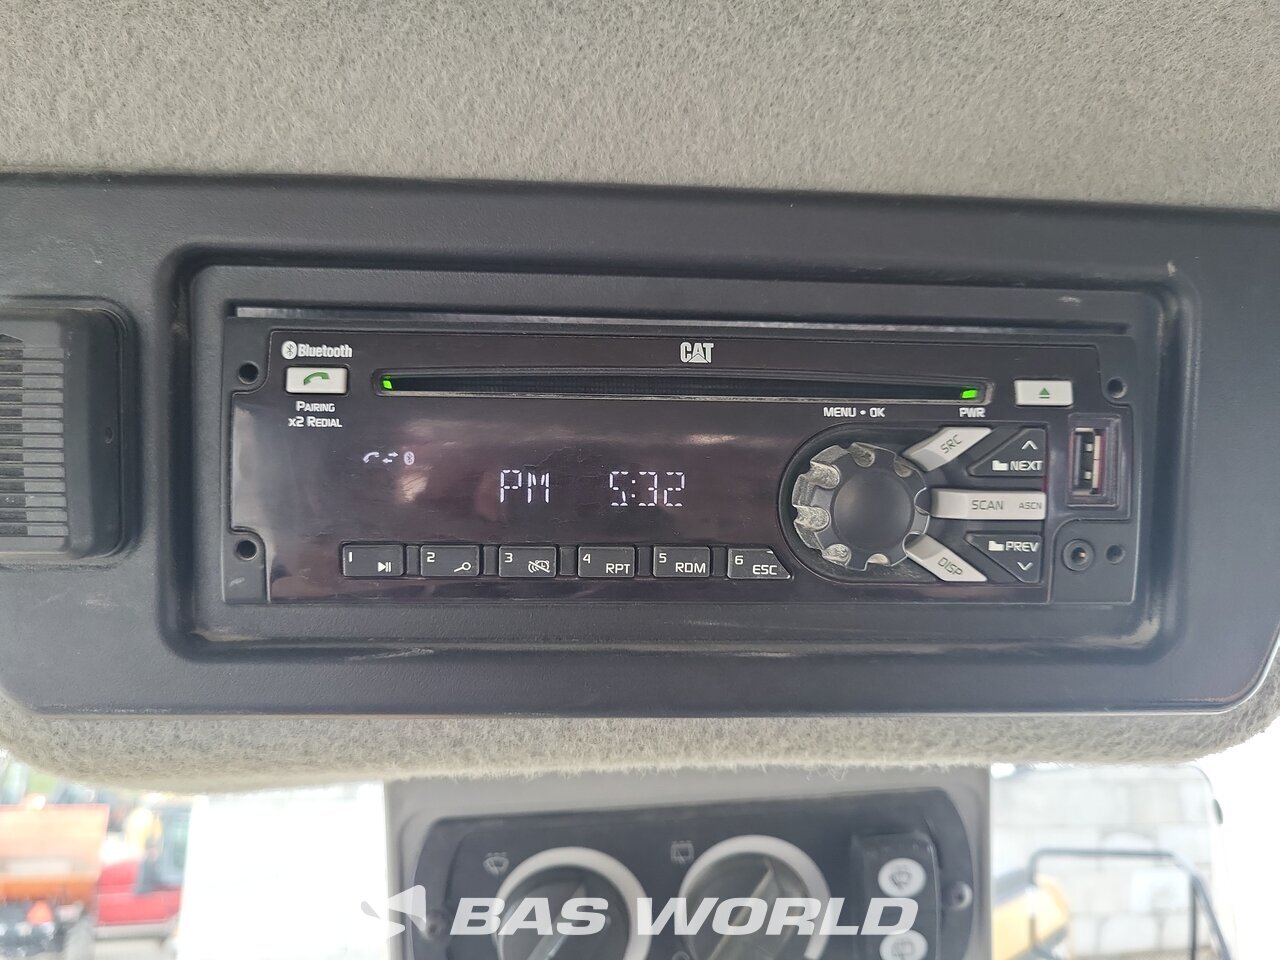 Bluetooth
CAT
PAIRING
x2 REDIAL
MENU • OK
PWR
SRC
NEXT
SCAN ASCN
PREV
DISP
PM 5:32
1
2
3
4 RPT
5 RDM
6 ESC
BAS WORLD